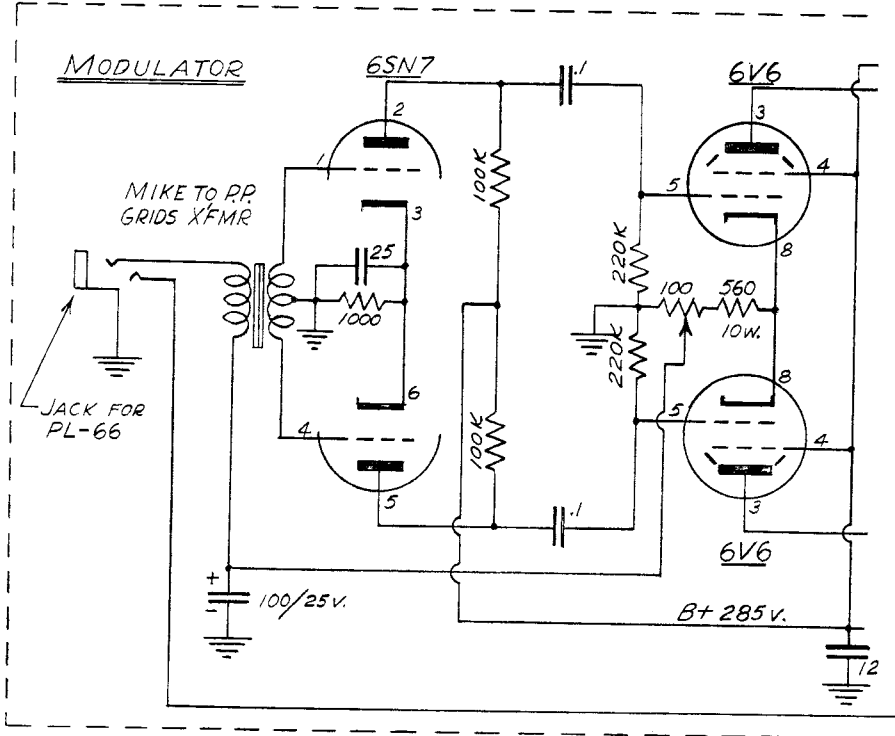 MODULATOR
6SN7
.1
6V6
2
3
1
100K
4
5
MIKE TO P.P.
GRIDS X'FMR
3
25
220K
8
100
560
1000
10W.
220K
JACK FOR
PL-66
6
8
4
100K
5
4
5
.1
3
6V6
+
-
100/25V.
B+ 285V.
12